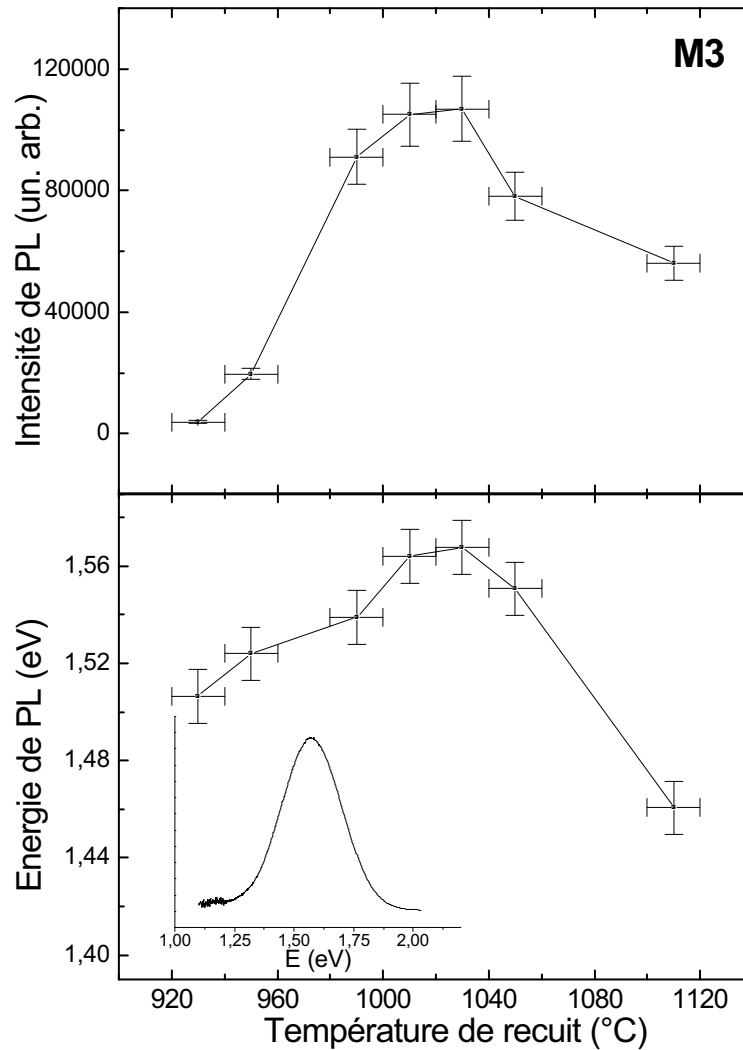 M3
120000
80000
40000
0
Intensité de PL (un. arb.)
1,56
1,52
1,48
1,44
1,40
Energie de PL (eV)
1,00 1,25 1,50 1,75 2,00
E (eV)
920 960 1000 1040 1080 1120
Température de recuit (°C)